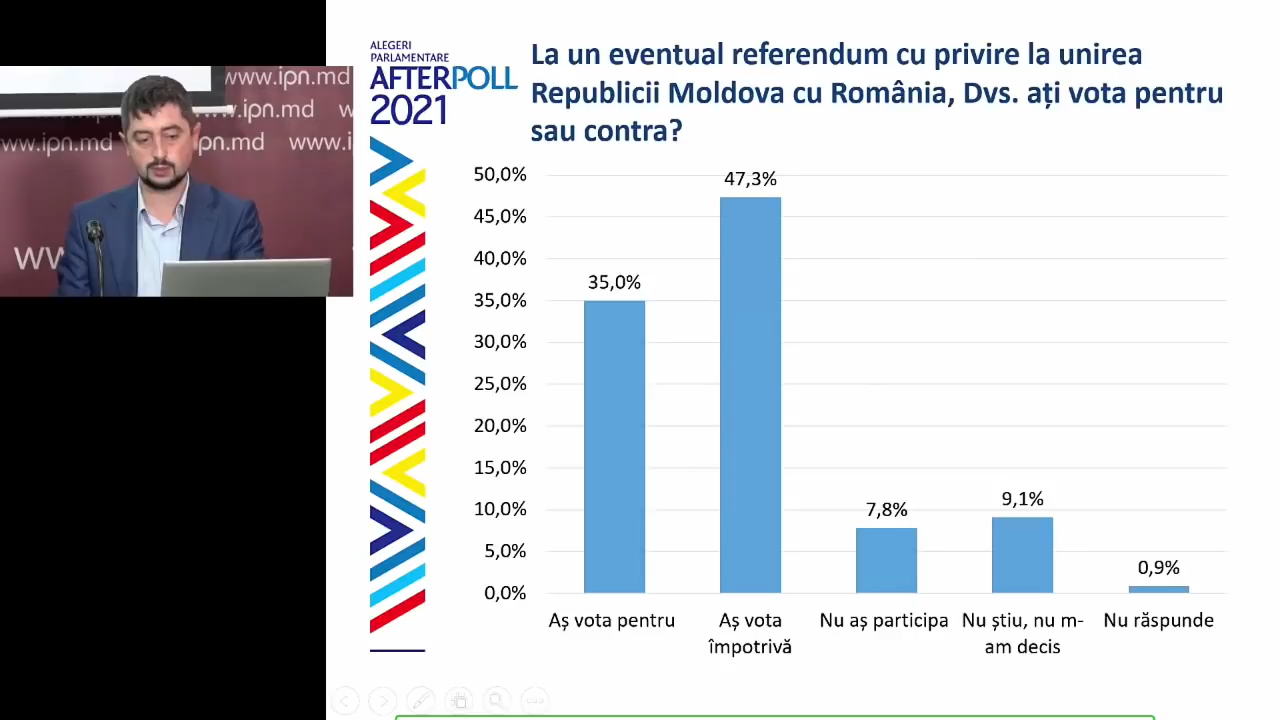 www.ipn.md
www.ipn.md w
www.ipn.md pn.md www.i
ww
ALEGERI
PARLAMENTARE
AFTERPOLL
2021
La un eventual referendum cu privire la unirea
Republicii Moldova cu România, Dvs. ați vota pentru
sau contra?
50,0%
45,0%
40,0%
35,0%
30,0%
25,0%
20,0%
15,0%
10,0%
5,0%
0,0%
35,0%
47,3%
7,8%
9,1%
0,9%
Aș vota pentru
Aș vota
împotrivă
Nu aș participa
Nu știu, nu m-
am decis
Nu răspunde